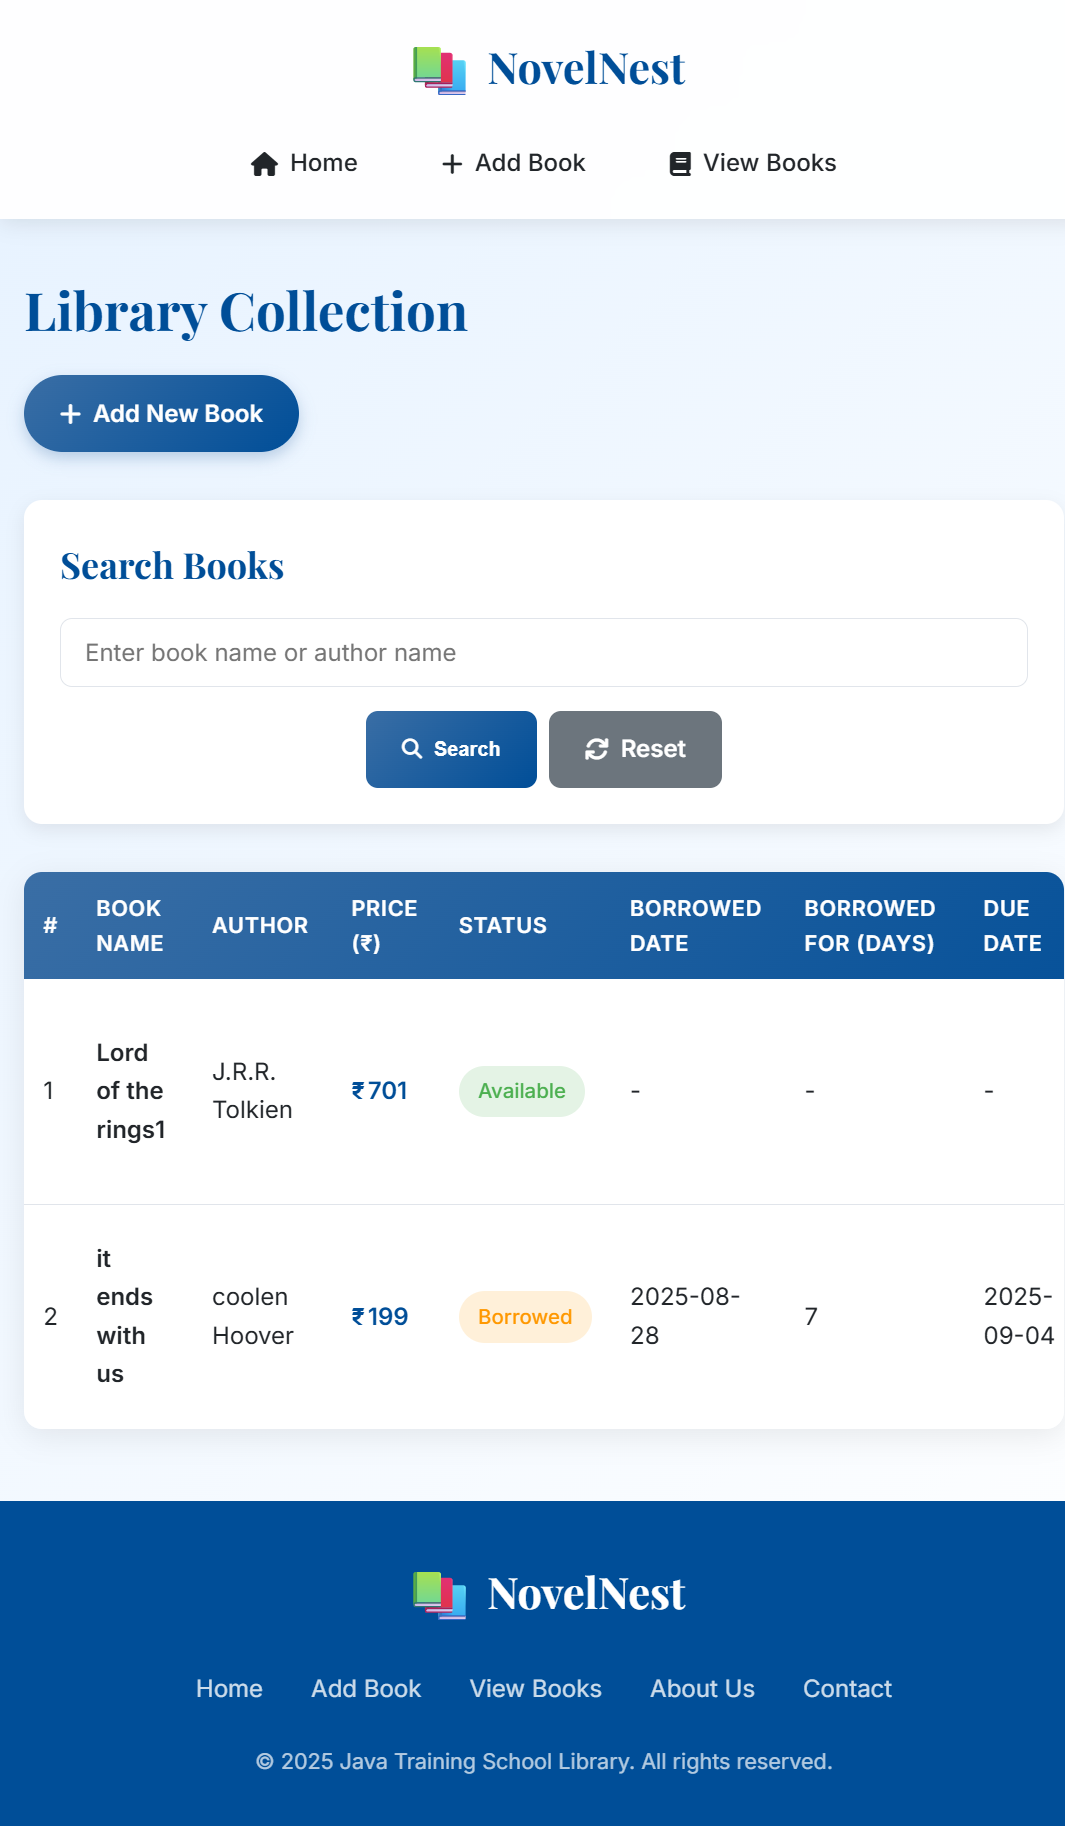 NovelNest
Home
Add Book
View Books
Library Collection
Add New Book
Search Books
Enter book name or author name
Search
Reset
# BOOK NAME AUTHOR PRICE (₹) STATUS BORROWED DATE BORROWED FOR (DAYS) DUE DATE
1 Lord of the rings1 J.R.R. Tolkien ₹701 Available - - -
2 it ends with us coolen Hoover ₹199 Borrowed 2025-08-28 7 2025-09-04
NovelNest
Home Add Book View Books About Us Contact
© 2025 Java Training School Library. All rights reserved.